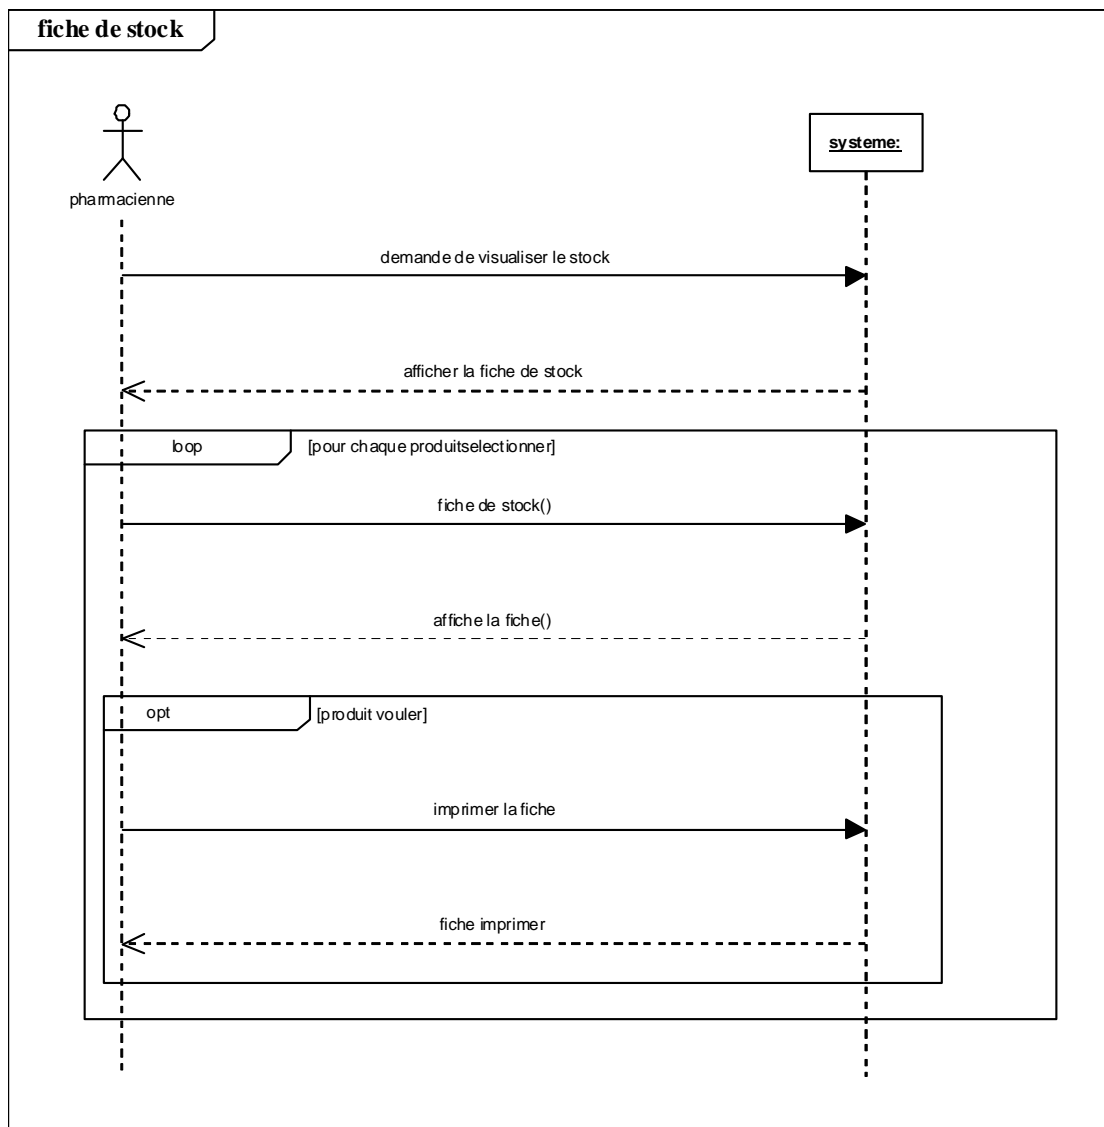 fiche de stock
systeme:
pharmacienne
demande de visualiser le stock
afficher la fiche de stock
loop [pour chaque produitselectionner]
fiche de stock()
affiche la fiche()
opt [produit vouler]
imprimer la fiche
fiche imprimer